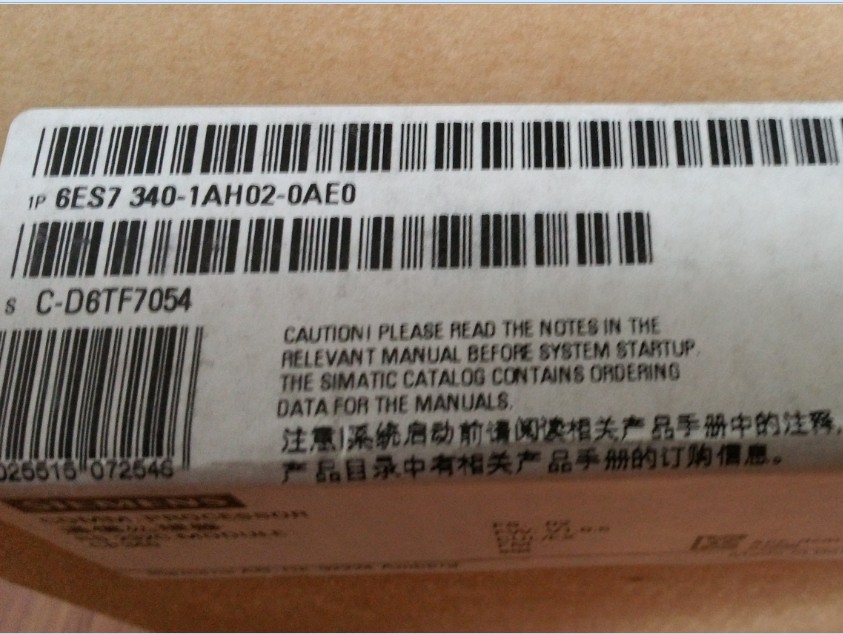 1P 6ES7 340-1AH02-0AE0
S C-D6TF7054
CAUTION! PLEASE READ THE NOTES IN THE
RELEVANT MANUAL BEFORE SYSTEM STARTUP.
THE SIMATIC CATALOG CONTAINS ORDERING
DATA FOR THE MANUALS.
注意!系统启动前请阅读相关产品手册中的注释,
产品目录中有相关产品手册的订购信息。
025515 072546
SIEMENS
COMM. PROCESSOR
MODULE